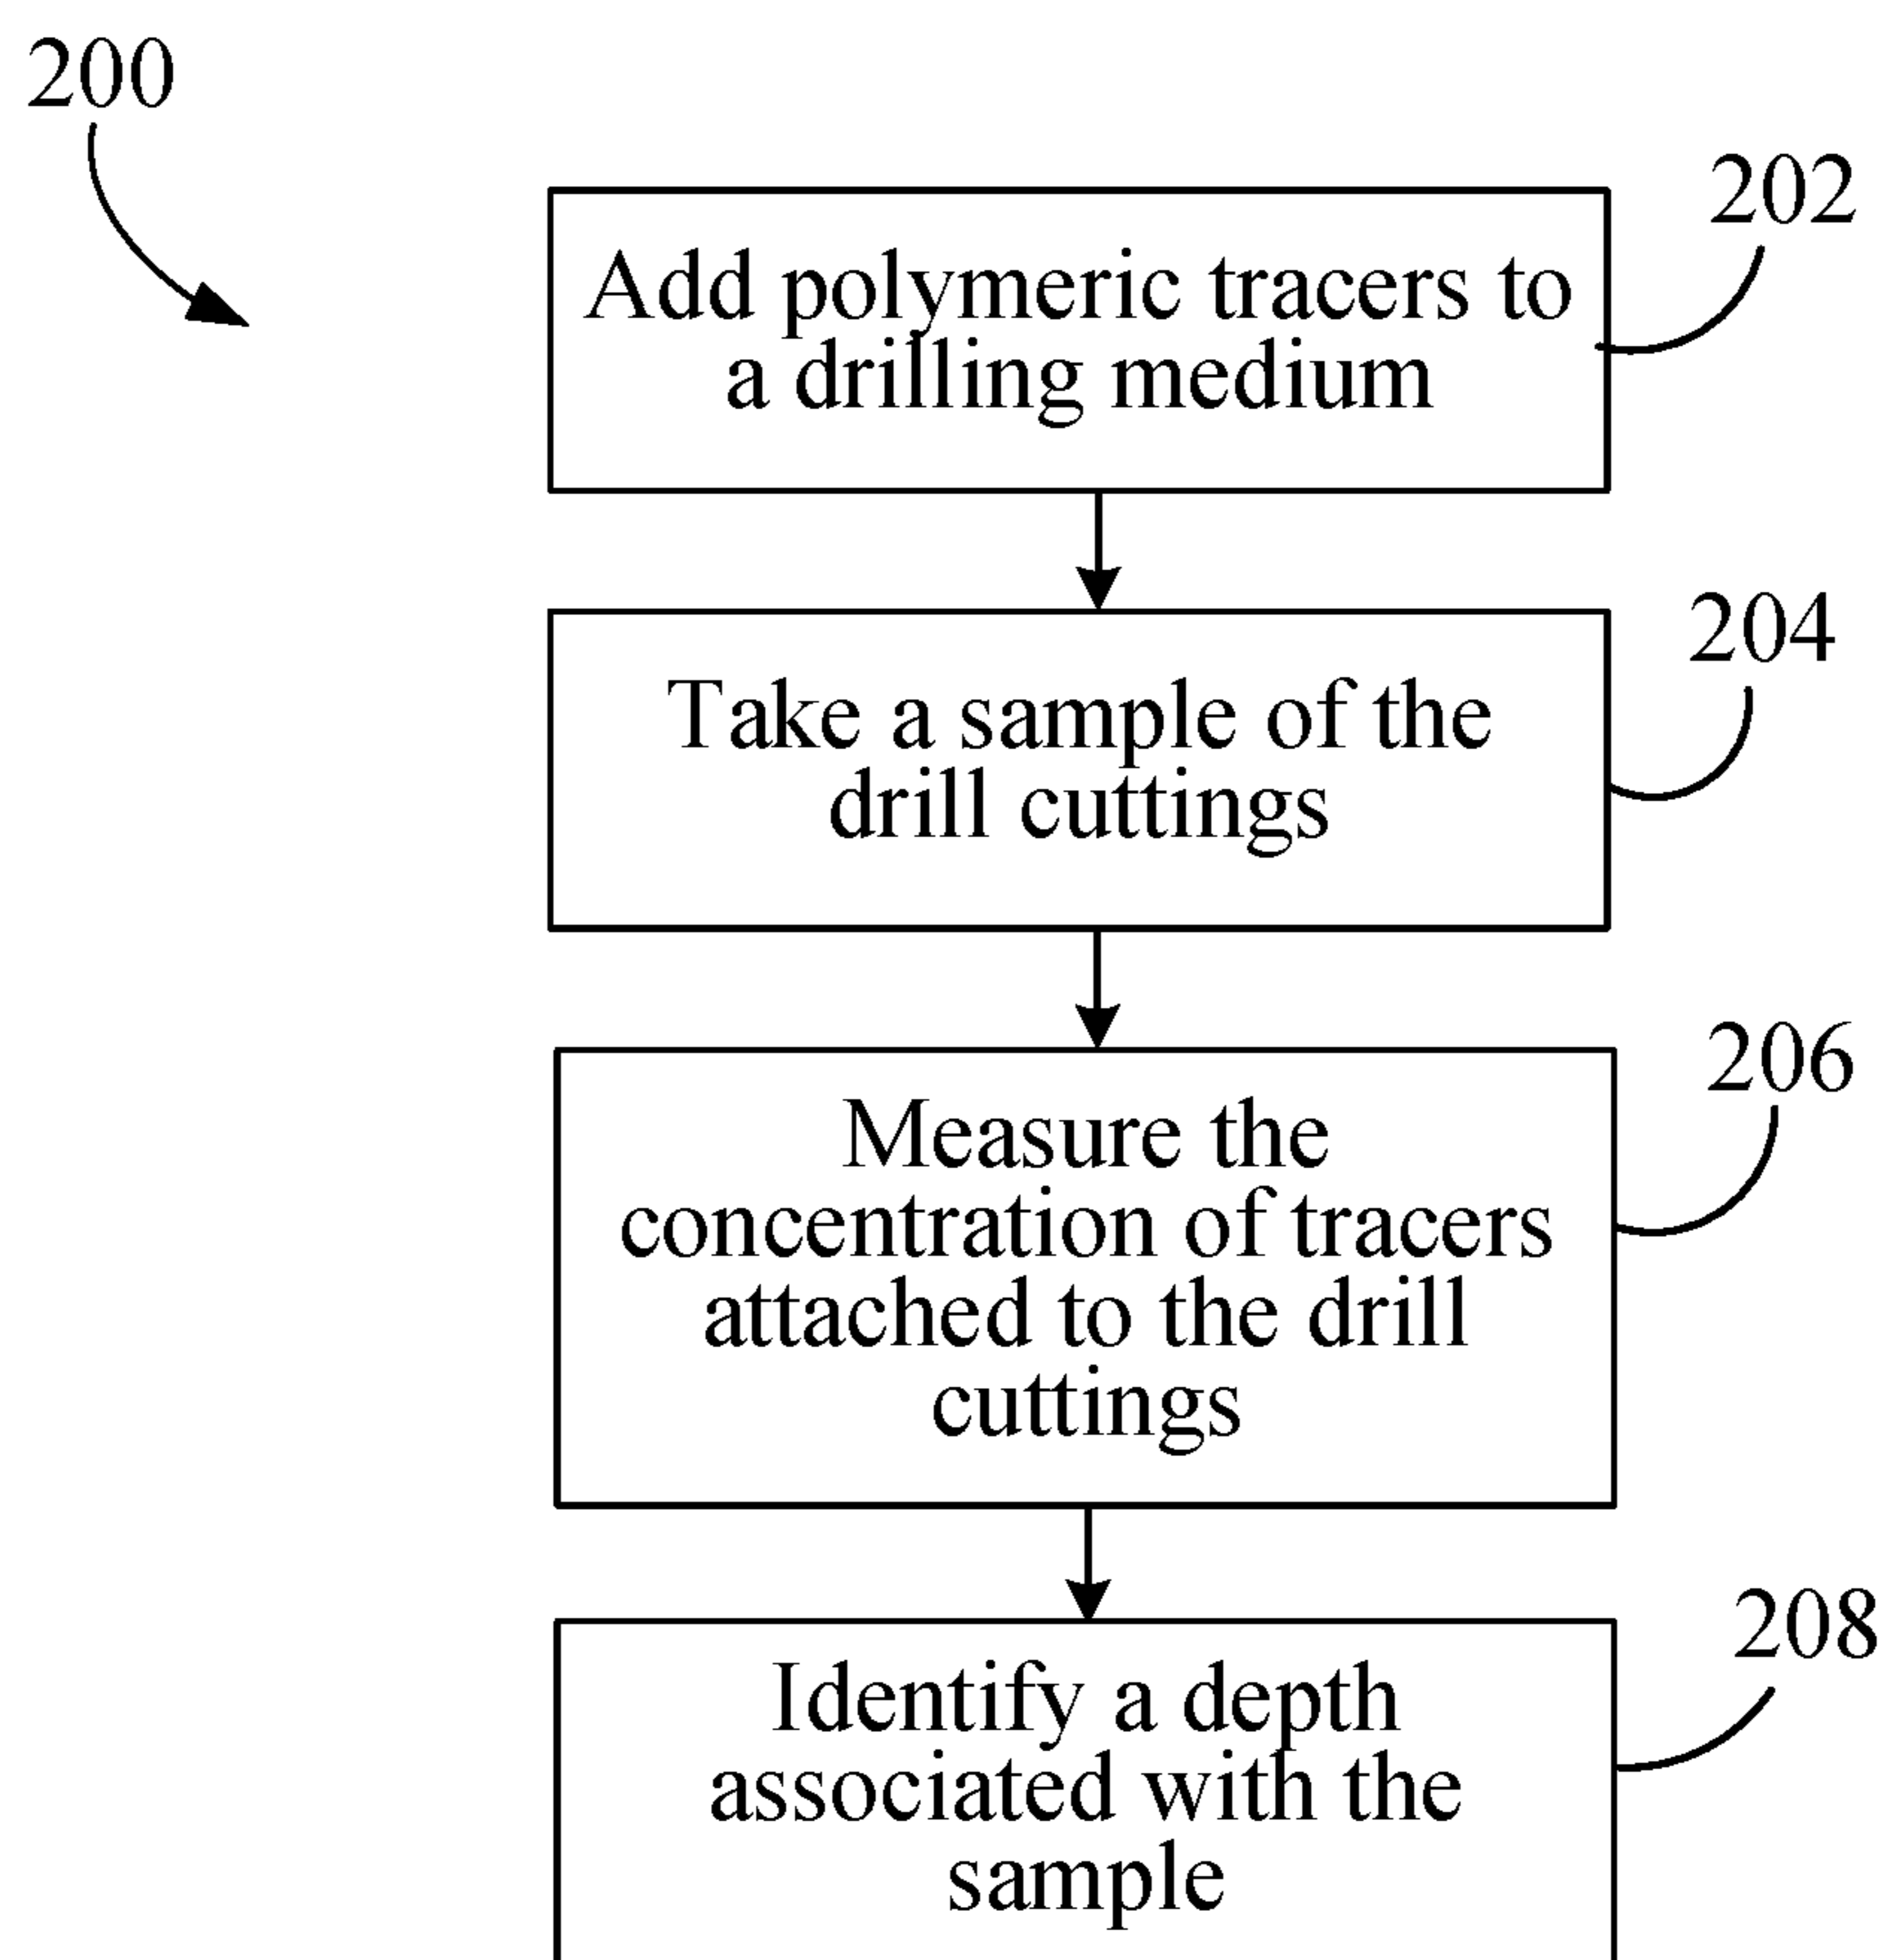 200
202
Add polymeric tracers to
a drilling medium
204
Take a sample of the
drill cuttings
206
Measure the
concentration of tracers
attached to the drill
cuttings
208
Identify a depth
associated with the
sample